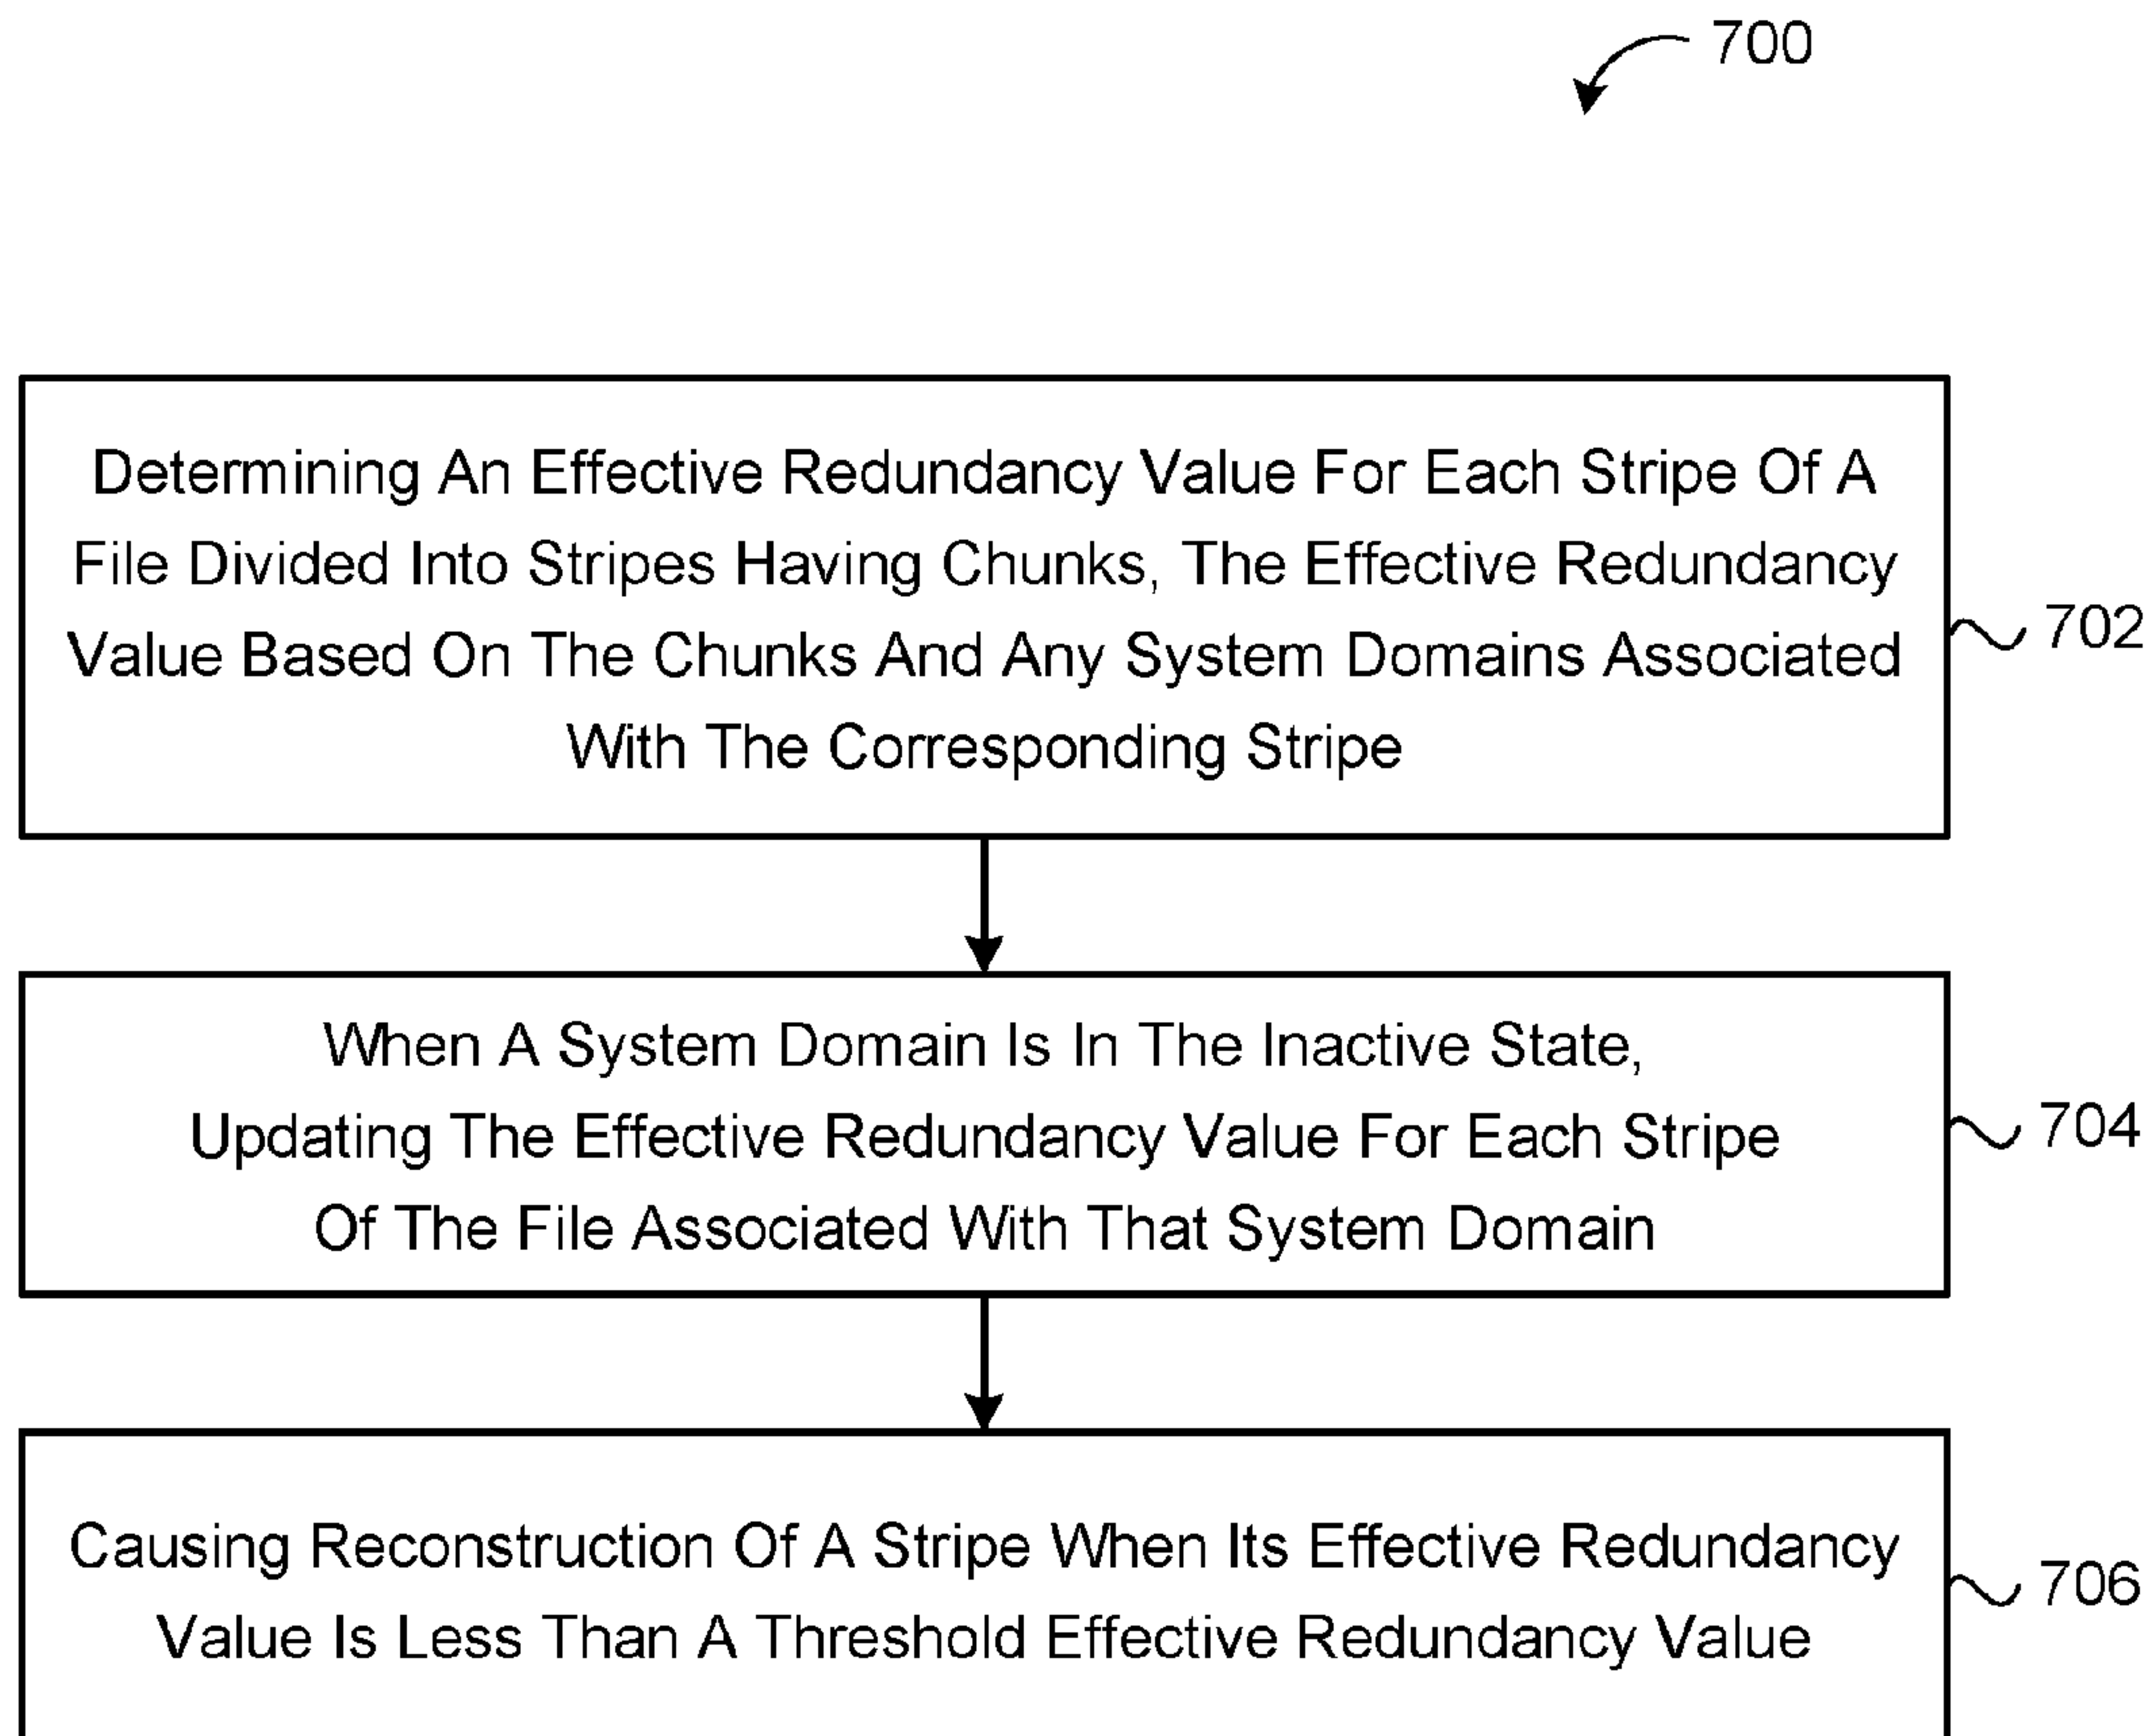 700
Determining An Effective Redundancy Value For Each Stripe Of A
File Divided Into Stripes Having Chunks, The Effective Redundancy
Value Based On The Chunks And Any System Domains Associated
With The Corresponding Stripe
702
When A System Domain Is In The Inactive State,
Updating The Effective Redundancy Value For Each Stripe
Of The File Associated With That System Domain
704
Causing Reconstruction Of A Stripe When Its Effective Redundancy
Value Is Less Than A Threshold Effective Redundancy Value
706